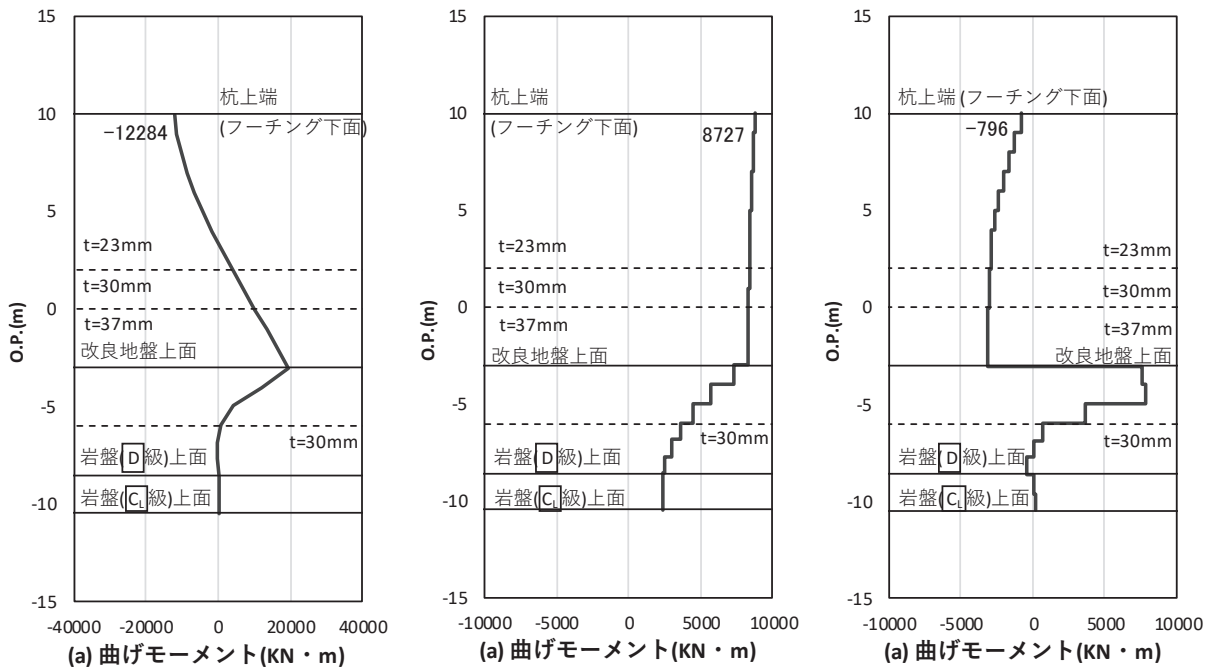 15
杭上端
10
(フーチング下面)
-12284
5
t=23mm
t=30mm
0
t=37mm
改良地盤上面
-5
t=30mm
岩盤(D級)上面
岩盤(CL級)上面
-10
-15
-40000 -20000 0 20000 40000
O.P.(m)
(a) 曲げモーメント(KN・m)
15
杭上端
10
(フーチング下面)
8727
5
t=23mm
t=30mm
0
t=37mm
改良地盤上面
-5
t=30mm
岩盤(D級)上面
岩盤(CL級)上面
-10
-15
-10000 -5000 0 5000 10000
O.P.(m)
(a) 曲げモーメント(KN・m)
15
杭上端 (フーチング下面)
10
-796
5
t=23mm
t=30mm
0
t=37mm
改良地盤上面
-5
t=30mm
岩盤(D級)上面
岩盤(CL級)上面
-10
-15
-10000 -5000 0 5000 10000
O.P.(m)
(a) 曲げモーメント(KN・m)